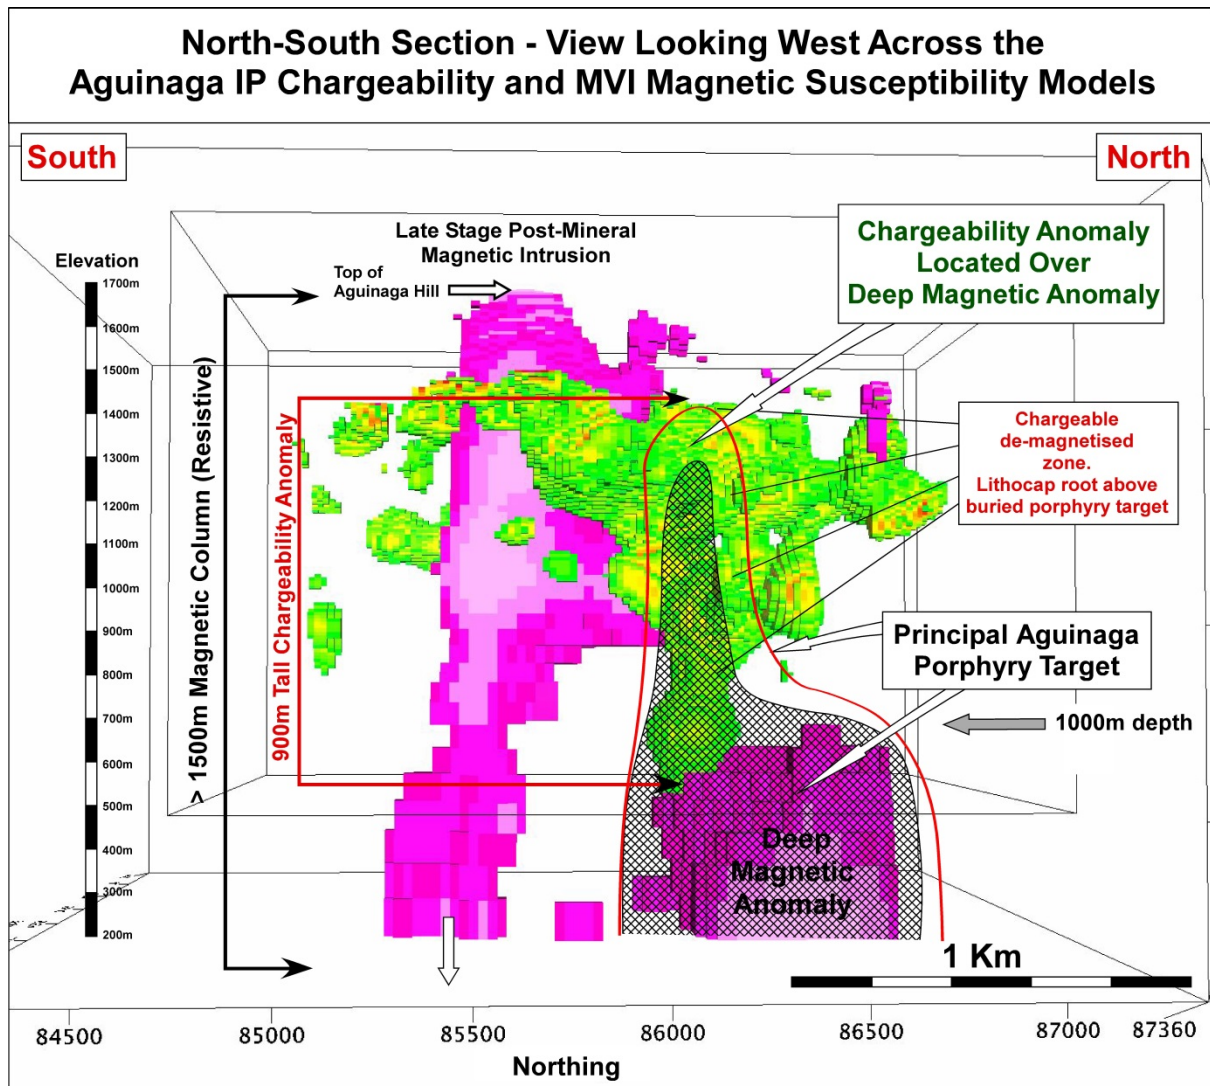 North-South Section - View Looking West Across the
Aguinaga IP Chargeability and MVI Magnetic Susceptibility Models
South
North
Late Stage Post-Mineral
Magnetic Intrusion
Top of
Aguinaga Hill
Chargeability Anomaly
Located Over
Deep Magnetic Anomaly
Elevation
1700m
1600m
1500m
1400m
1300m
1200m
1100m
1000m
900m
800m
700m
600m
500m
400m
300m
200m
> 1500m Magnetic Column (Resistive)
900m Tall Chargeability Anomaly
Chargeable
de-magnetised
zone.
Lithocap root above
buried porphyry target
Principal Aguinaga
Porphyry Target
1000m depth
Deep
Magnetic
Anomaly
1 Km
84500
85000
85500
86000
86500
87000
87360
Northing